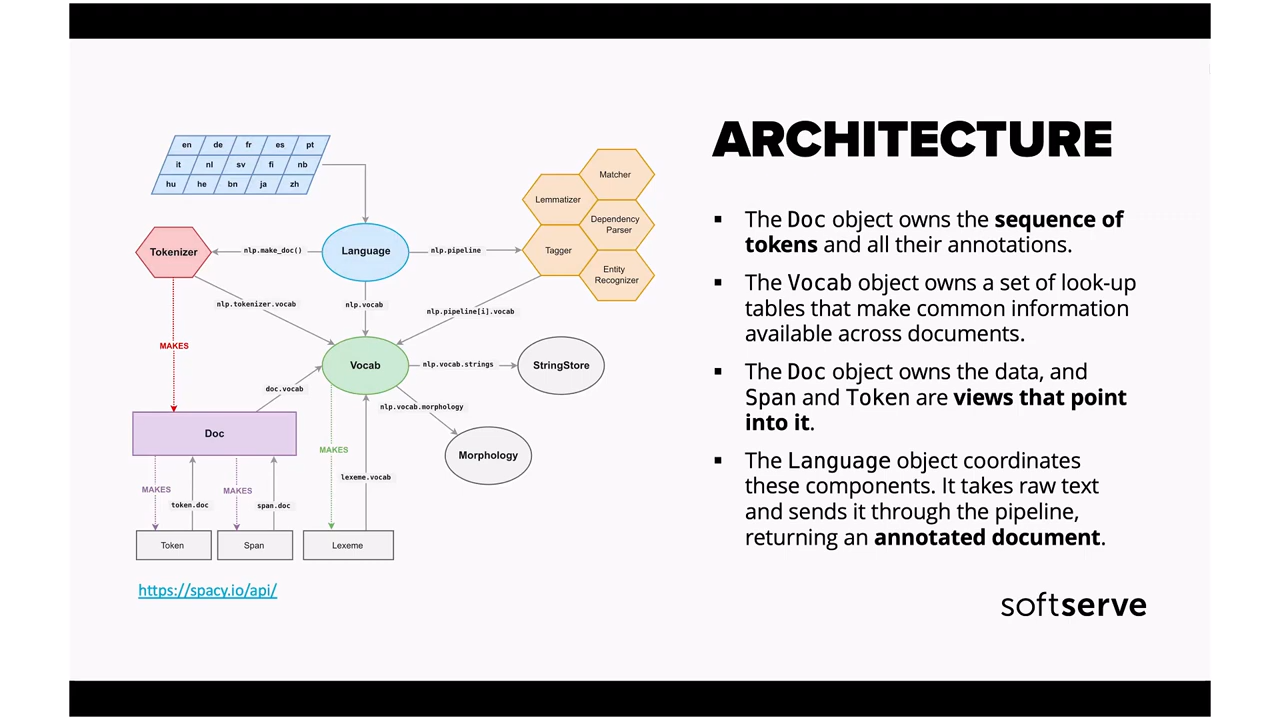 ARCHITECTURE
en de fr es pt
it nl sv fi nb
hu he bn ja zh
Matcher
Lemmatizer
Dependency
Parser
Tagger
Entity
Recognizer
Tokenizer
nlp.make_doc()
Language
nlp.pipeline
nlp.tokenizer.vocab
nlp.vocab
nlp.pipeline[i].vocab
MAKES
Vocab
nlp.vocab.strings
StringStore
doc.vocab
nlp.vocab.morphology
Doc
MAKES
Morphology
lexeme.vocab
MAKES
token.doc
MAKES
span.doc
Token
Span
Lexeme
https://spacy.io/api/
▪ The Doc object owns the sequence of
tokens and all their annotations.
▪ The Vocab object owns a set of look-up
tables that make common information
available across documents.
▪ The Doc object owns the data, and
Span and Token are views that point
into it.
▪ The Language object coordinates
these components. It takes raw text
and sends it through the pipeline,
returning an annotated document.
softserve